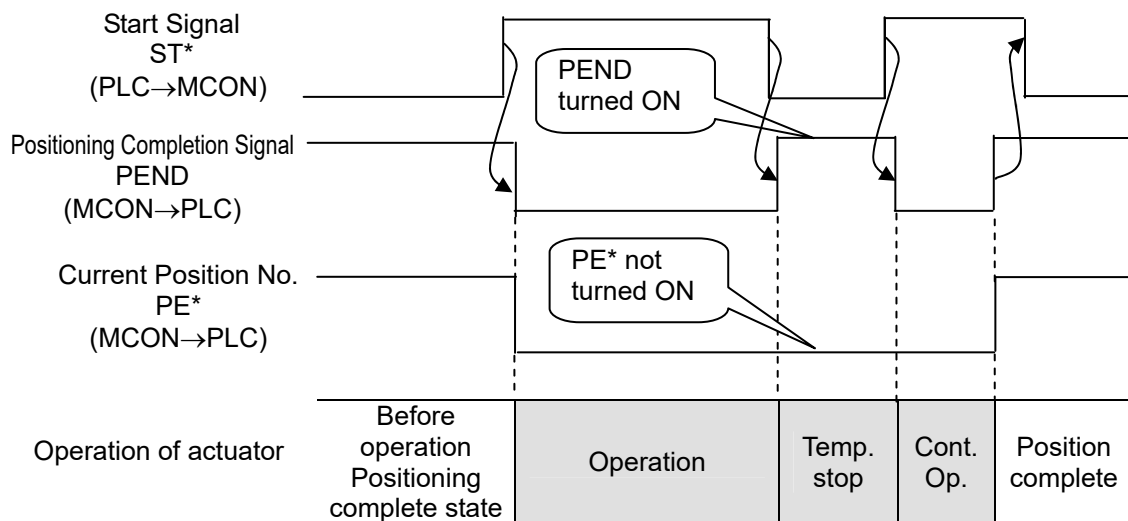 Start Signal
ST*
(PLC→MCON)
PEND
turned ON
Positioning Completion Signal
PEND
(MCON→PLC)
Current Position No.
PE*
(MCON→PLC)
PE* not
turned ON
Operation of actuator
Before
operation
Positioning
complete state
Operation
Temp.
stop
Cont.
Op.
Position
complete